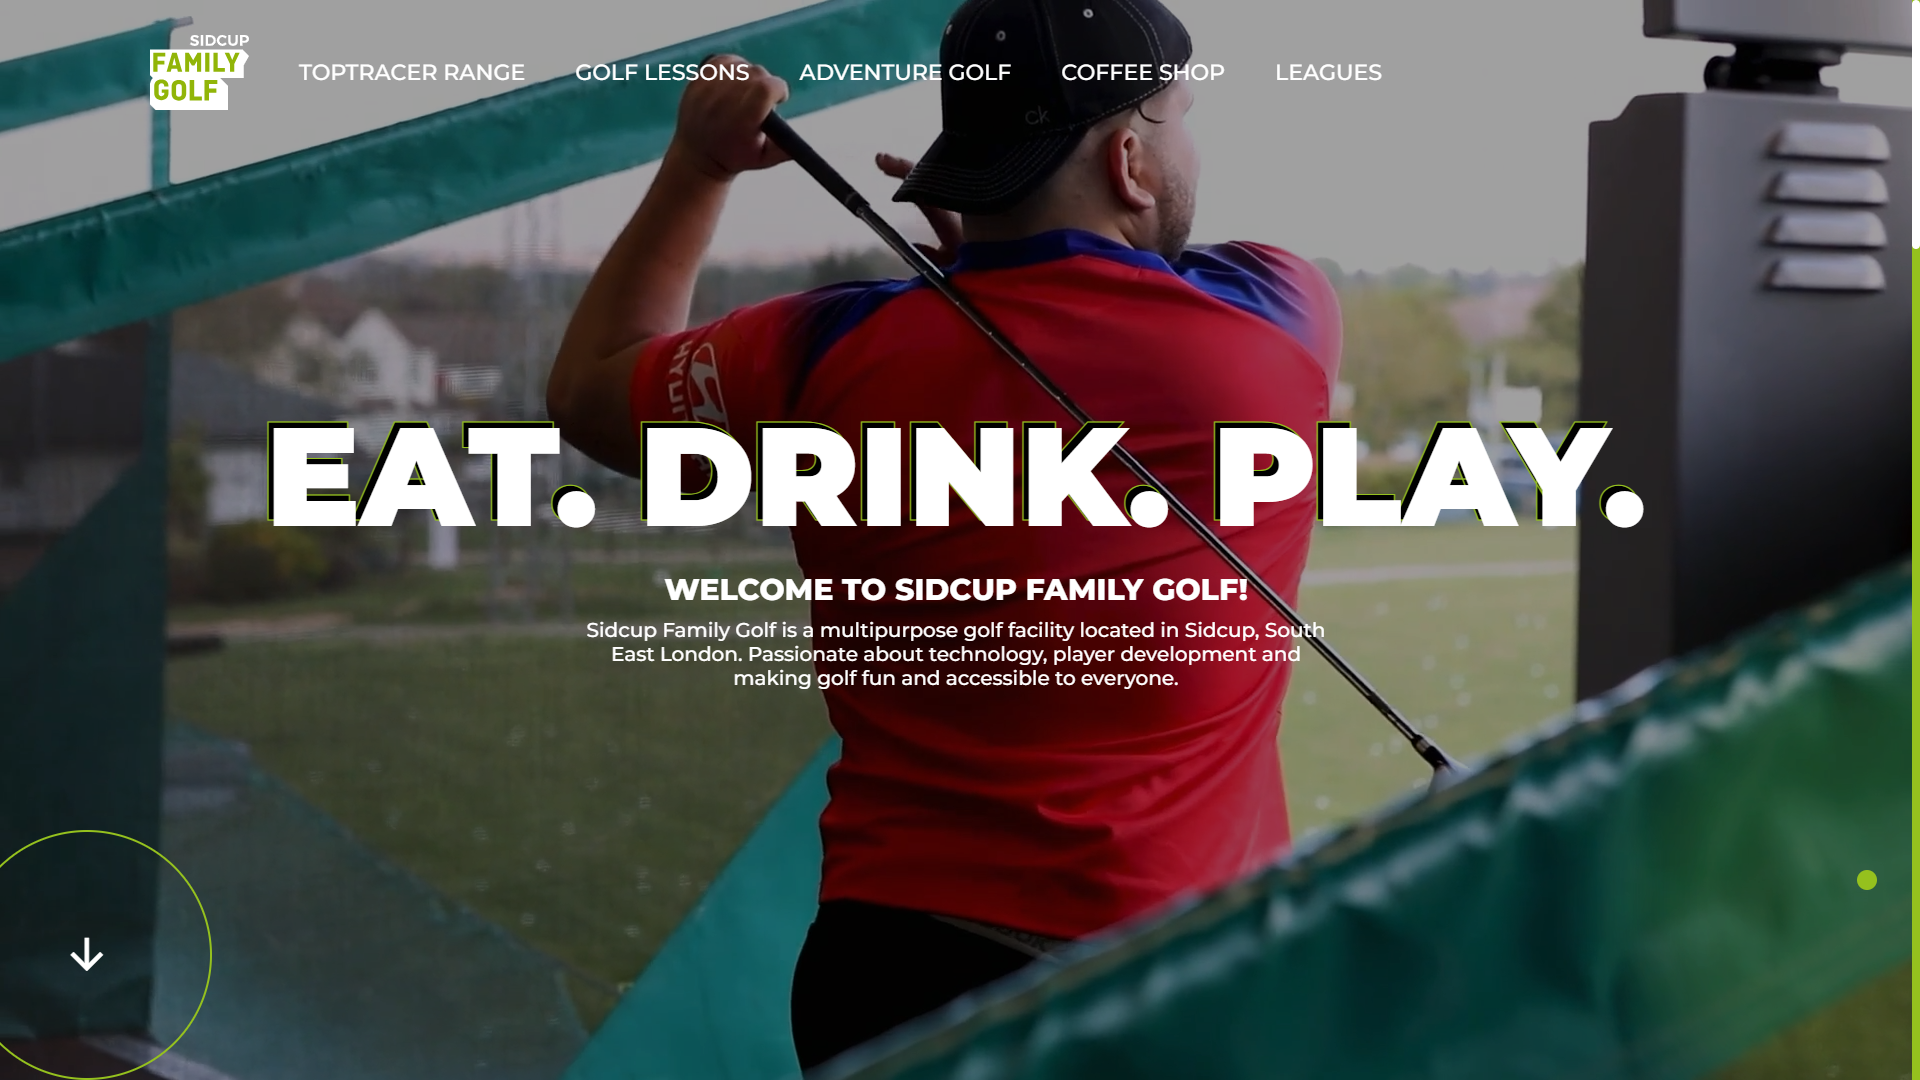 SIDCUP
FAMILY
GOLF
TOPTRACER RANGE
GOLF LESSONS
ADVENTURE GOLF
COFFEE SHOP
LEAGUES
ck
EAT. DRINK. PLAY.
WELCOME TO SIDCUP FAMILY GOLF!
Sidcup Family Golf is a multipurpose golf facility located in Sidcup, South
East London. Passionate about technology, player development and
making golf fun and accessible to everyone.